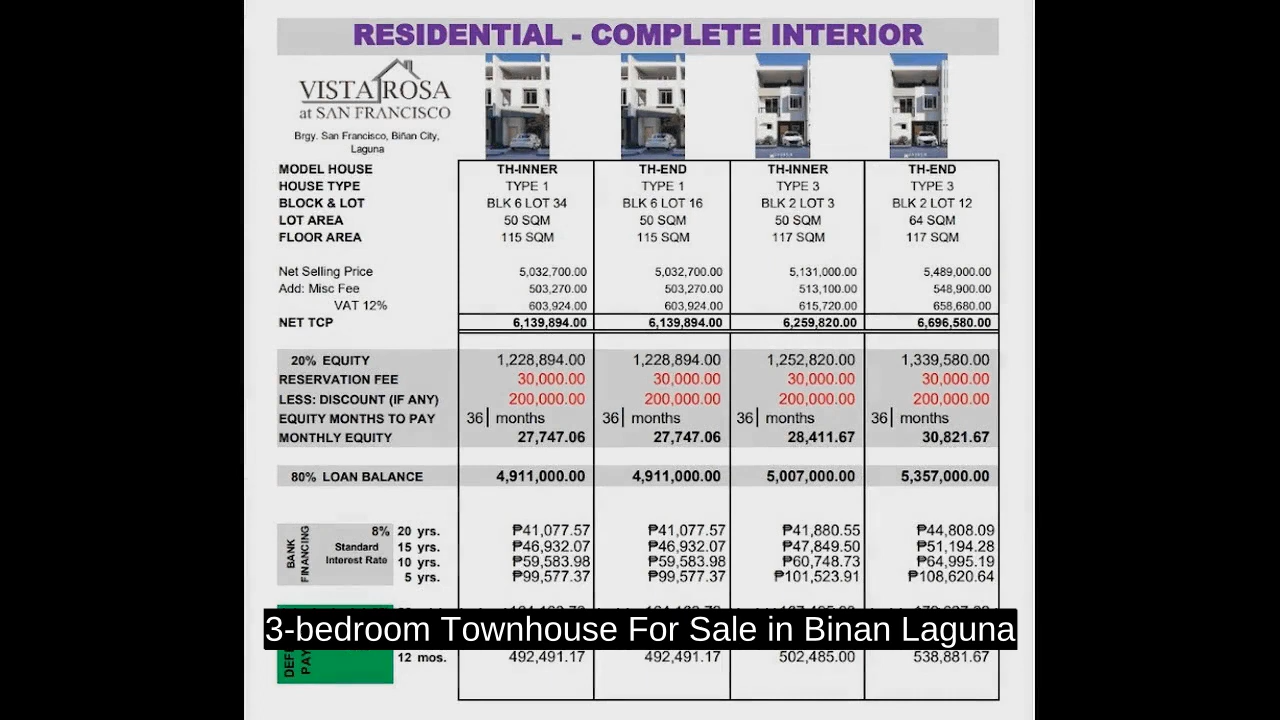 RESIDENTIAL - COMPLETE INTERIOR
VISTA ROSA
at SAN FRANCISCO
Brgy. San Francisco, Biñan City,
Laguna
MODEL HOUSE TH-INNER TH-END TH-INNER TH-END
HOUSE TYPE TYPE 1 TYPE 1 TYPE 3 TYPE 3
BLOCK & LOT BLK 6 LOT 34 BLK 6 LOT 16 BLK 2 LOT 3 BLK 2 LOT 12
LOT AREA 50 SQM 50 SQM 50 SQM 64 SQM
FLOOR AREA 115 SQM 115 SQM 117 SQM 117 SQM
Net Selling Price 5,032,700.00 5,032,700.00 5,131,000.00 5,489,000.00
Add: Misc Fee 503,270.00 503,270.00 513,100.00 548,900.00
VAT 12% 603,924.00 603,924.00 615,720.00 658,680.00
NET TCP 6,139,894.00 6,139,894.00 6,259,820.00 6,696,580.00
20% EQUITY 1,228,894.00 1,228,894.00 1,252,820.00 1,339,580.00
RESERVATION FEE 30,000.00 30,000.00 30,000.00 30,000.00
LESS: DISCOUNT (IF ANY) 200,000.00 200,000.00 200,000.00 200,000.00
EQUITY MONTHS TO PAY 36 months 36 months 36 months 36 months
MONTHLY EQUITY 27,747.06 27,747.06 28,411.67 30,821.67
80% LOAN BALANCE 4,911,000.00 4,911,000.00 5,007,000.00 5,357,000.00
BANK FINANCING
8% Standard Interest Rate
20 yrs. ₱41,077.57 ₱41,077.57 ₱41,880.55 ₱44,808.09
15 yrs. ₱46,932.07 ₱46,932.07 ₱47,849.50 ₱51,194.28
10 yrs. ₱59,583.98 ₱59,583.98 ₱60,748.73 ₱64,995.19
5 yrs. ₱99,577.37 ₱99,577.37 ₱101,523.91 ₱108,620.64
3-bedroom Townhouse For Sale in Binan Laguna
12 mos. 492,491.17 492,491.17 502,485.00 538,881.67